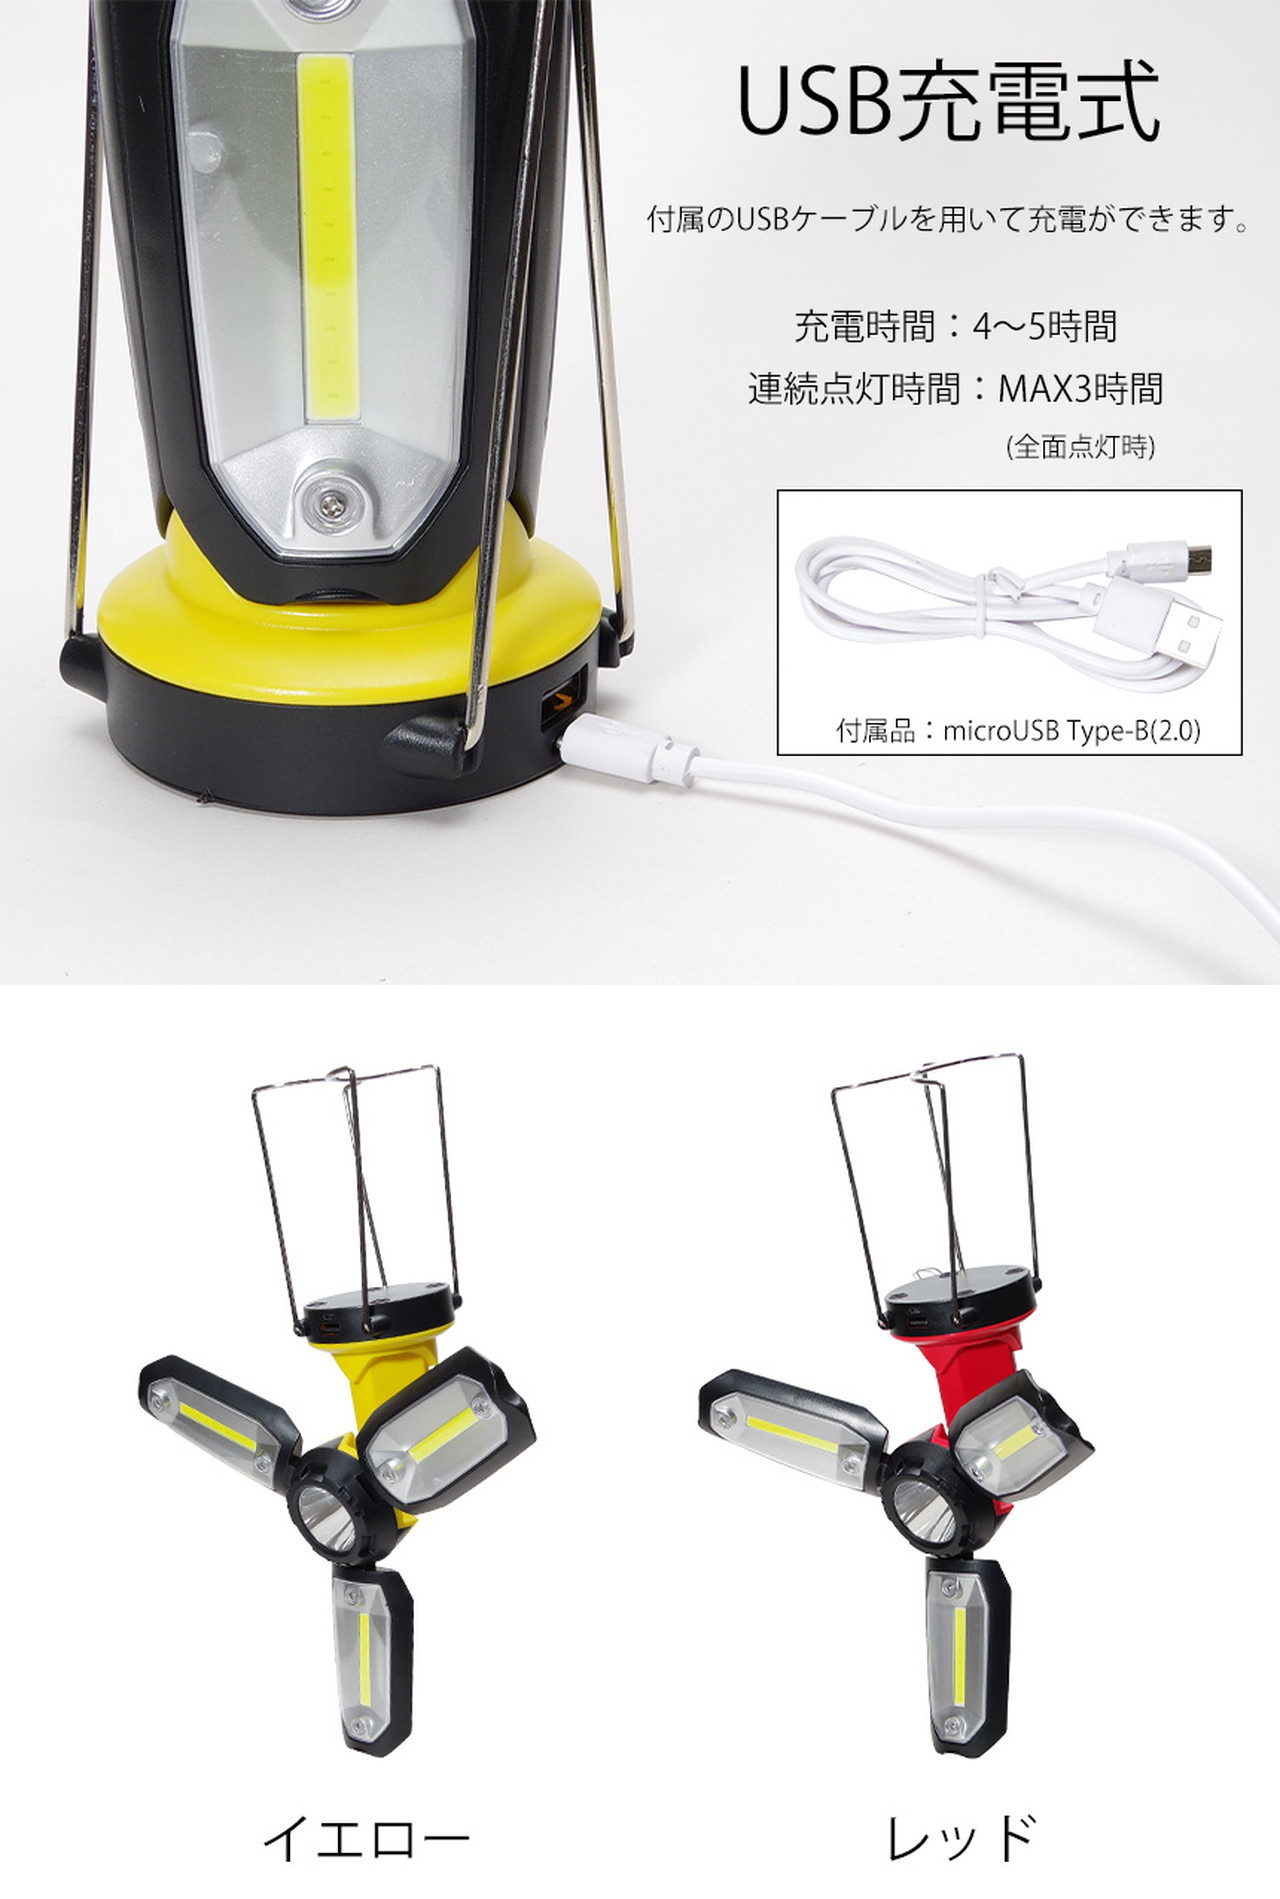 USB充電式
付属のUSBケーブルを用いて充電ができます。
充電時間：4〜5時間
連続点灯時間：MAX3時間
(全面点灯時)
付属品：microUSB Type-B(2.0)
イエロー
レッド